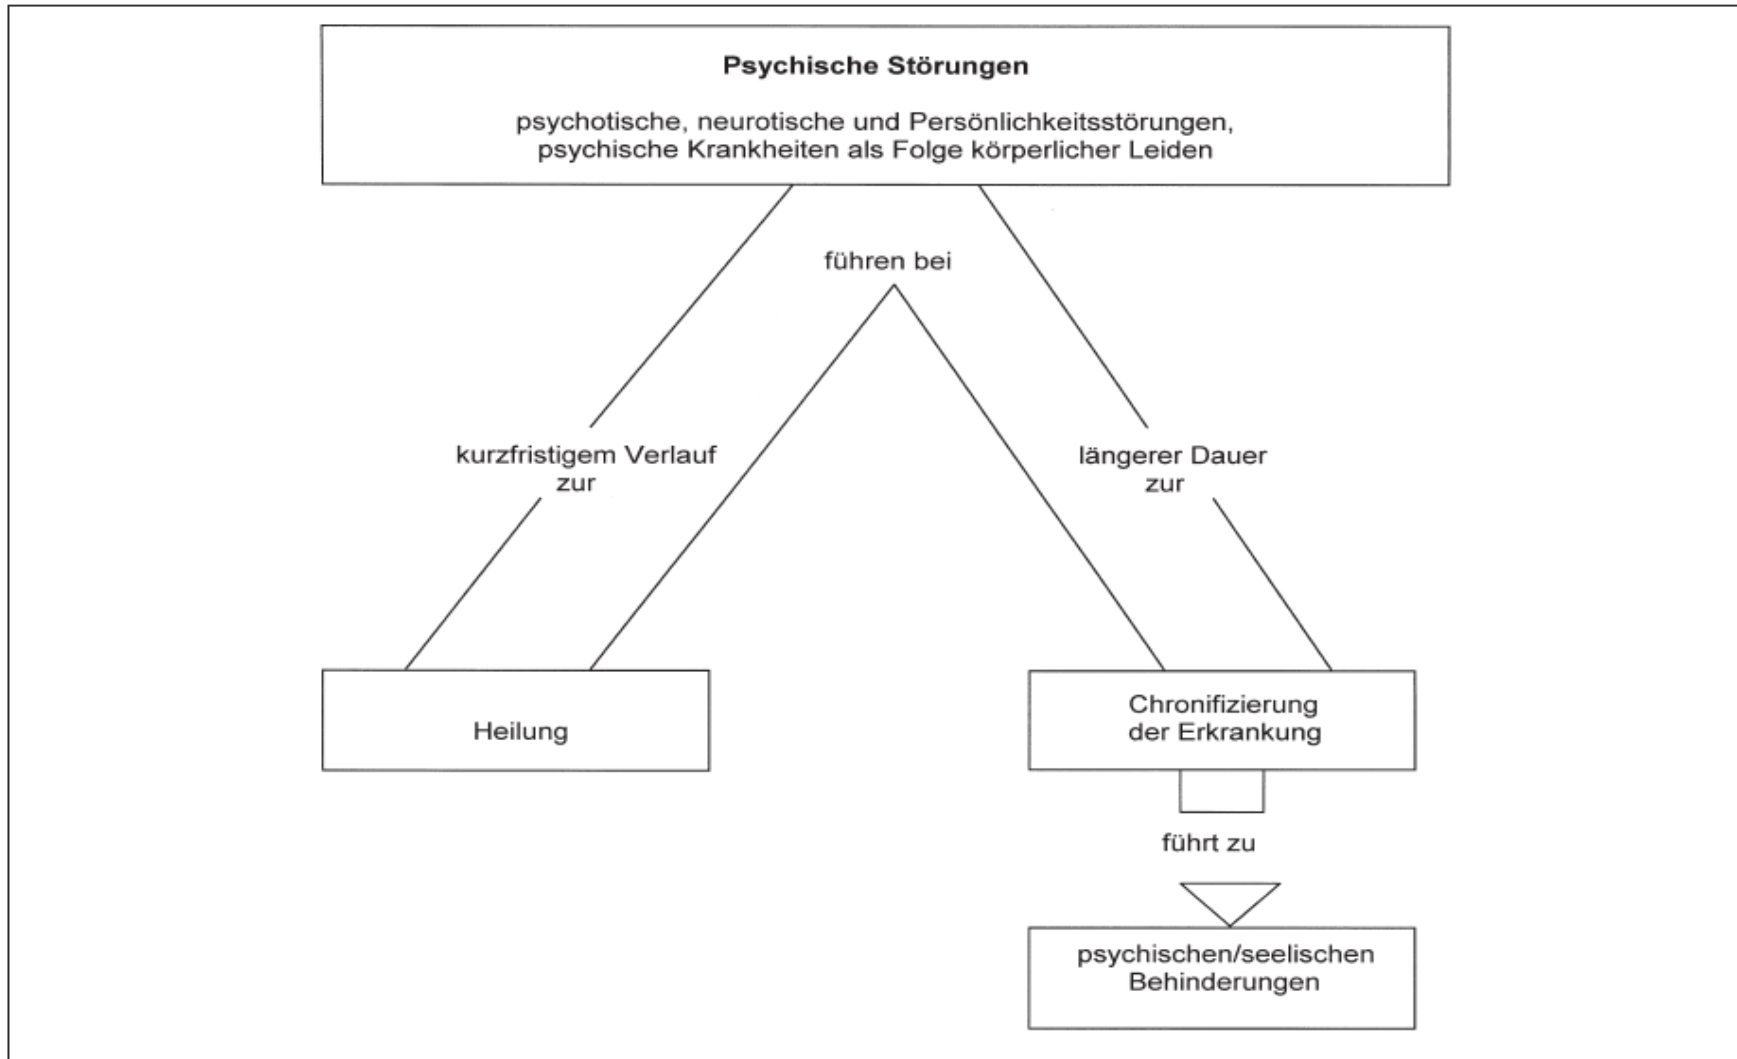 Psychische Störungen
psychotische, neurotische und Persönlichkeitsstörungen,
psychische Krankheiten als Folge körperlicher Leiden
führen bei
kurzfristigem Verlauf
zur
längerer Dauer
zur
Heilung
Chronifizierung
der Erkrankung
führt zu
psychischen/seelischen
Behinderungen